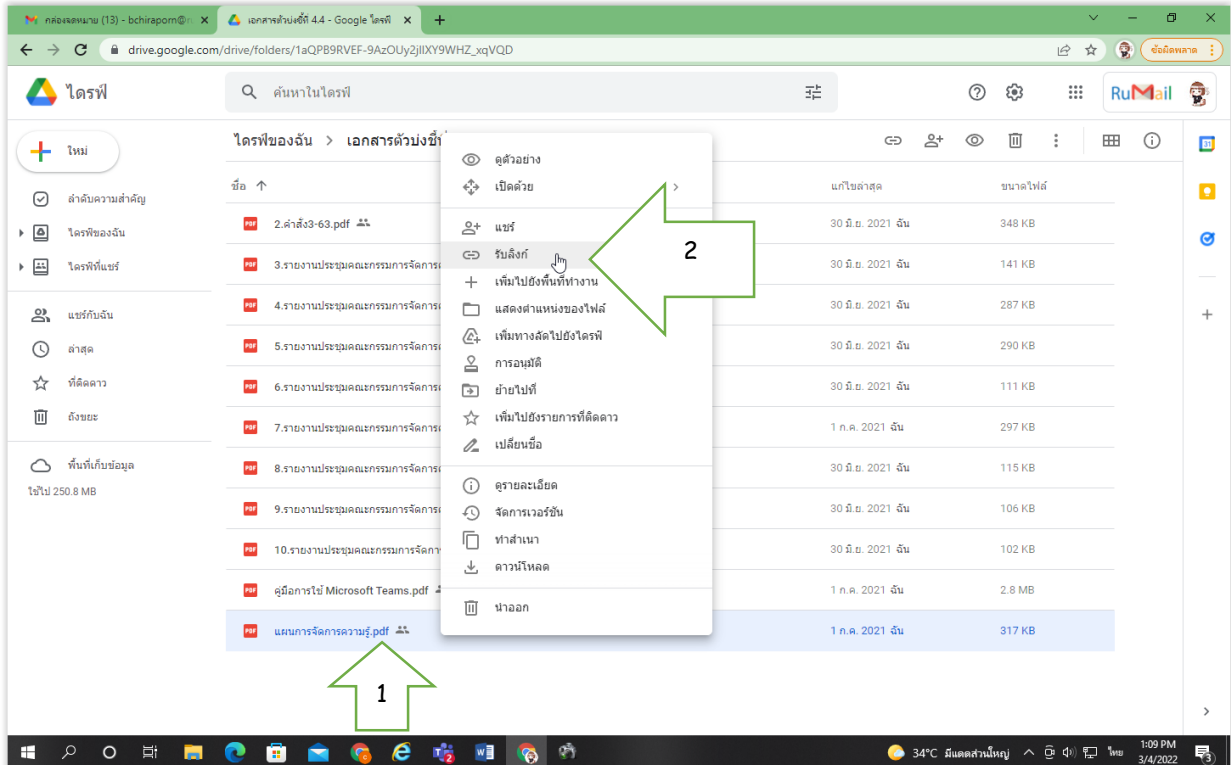 กล่องจดหมาย (13) - bchiraporn@r
เอกสารตัวบ่งชี้ที่ 4.4 - Google ไดรฟ์
drive.google.com/drive/folders/1aQPB9RVEF-9AzOUy2jIIXY9WHZ_xqVQD
ข้อผิดพลาด
ไดรฟ์
ค้นหาในไดรฟ์
RuMail
ใหม่
ลำดับความสำคัญ
ไดรฟ์ของฉัน
ไดรฟ์ที่แชร์
แชร์กับฉัน
ล่าสุด
ที่ติดดาว
ถังขยะ
พื้นที่เก็บข้อมูล
ใช้ไป 250.8 MB
ไดรฟ์ของฉัน > เอกสารตัวบ่งชี้
ชื่อ แก้ไขล่าสุด ขนาดไฟล์
2.คำสั่ง3-63.pdf 30 มิ.ย. 2021 ฉัน 348 KB
3.รายงานประชุมคณะกรรมการจัดการ 30 มิ.ย. 2021 ฉัน 141 KB
4.รายงานประชุมคณะกรรมการจัดการ 30 มิ.ย. 2021 ฉัน 287 KB
5.รายงานประชุมคณะกรรมการจัดการ 30 มิ.ย. 2021 ฉัน 290 KB
6.รายงานประชุมคณะกรรมการจัดการ 30 มิ.ย. 2021 ฉัน 111 KB
7.รายงานประชุมคณะกรรมการจัดการ 1 ก.ค. 2021 ฉัน 297 KB
8.รายงานประชุมคณะกรรมการจัดการ 30 มิ.ย. 2021 ฉัน 115 KB
9.รายงานประชุมคณะกรรมการจัดการ 30 มิ.ย. 2021 ฉัน 106 KB
10.รายงานประชุมคณะกรรมการจัดกา 30 มิ.ย. 2021 ฉัน 102 KB
คู่มือการใช้ Microsoft Teams.pdf 1 ก.ค. 2021 ฉัน 2.8 MB
แผนการจัดการความรู้.pdf 1 ก.ค. 2021 ฉัน 317 KB
ดูตัวอย่าง
เปิดด้วย
แชร์
รับลิงก์
เพิ่มไปยังพื้นที่ทำงาน
แสดงตำแหน่งของไฟล์
เพิ่มทางลัดไปยังไดรฟ์
การอนุมัติ
ย้ายไปที่
เพิ่มไปยังรายการที่ติดดาว
เปลี่ยนชื่อ
ดูรายละเอียด
จัดการเวอร์ชัน
ทำสำเนา
ดาวน์โหลด
นำออก
2
1
34°C มีแดดส่วนใหญ่
ไทย
1:09 PM
3/4/2022